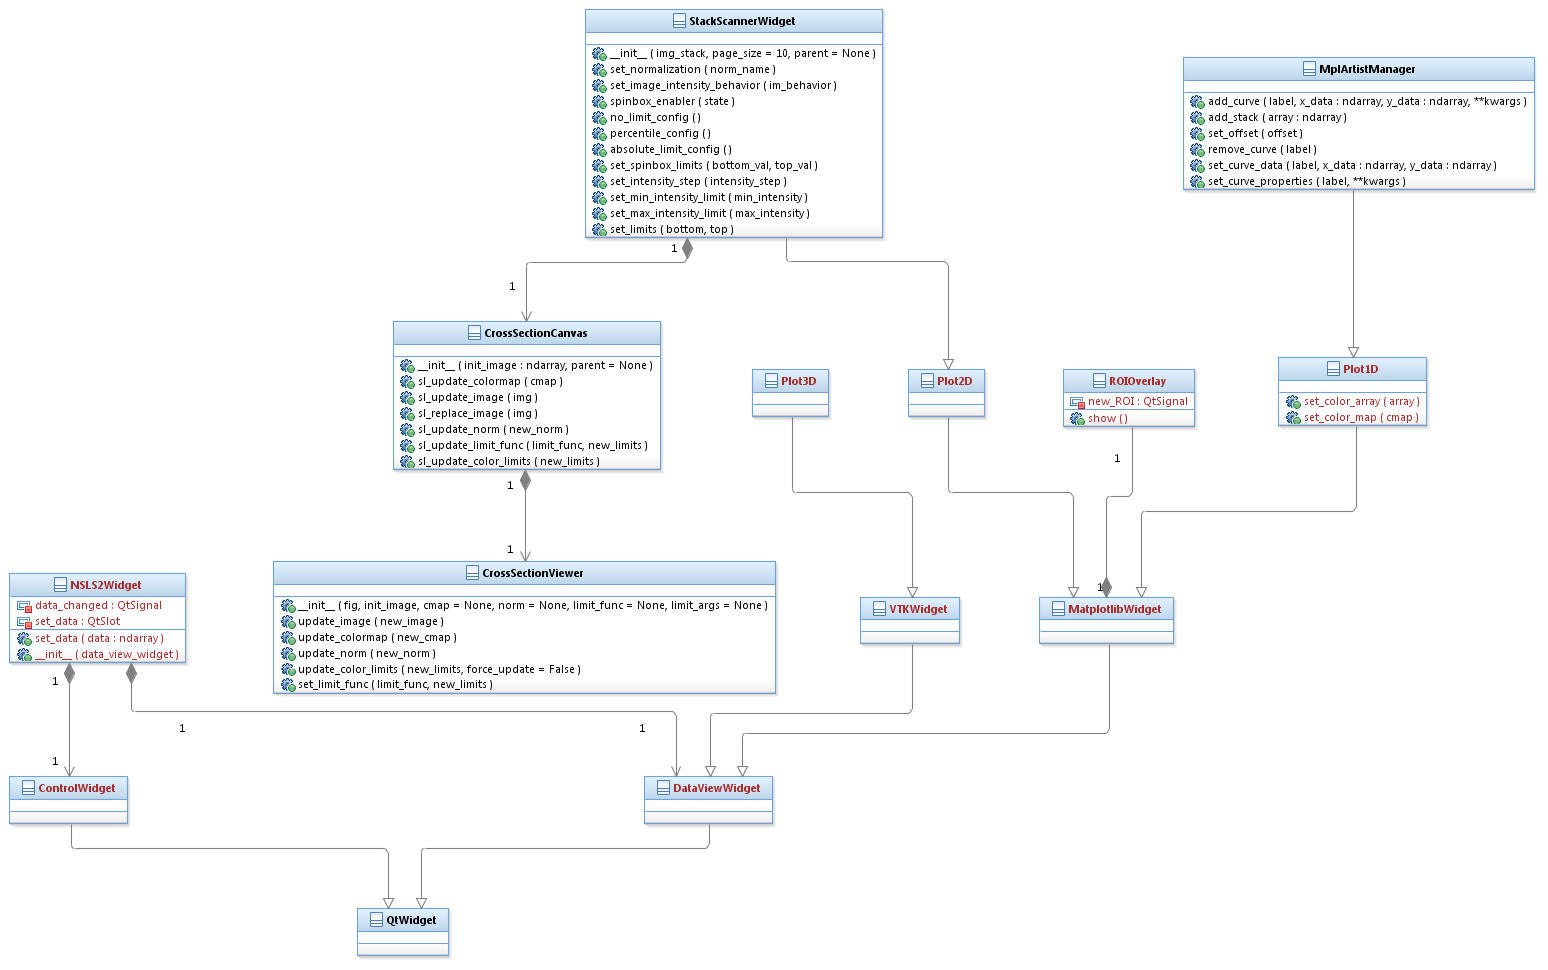 StackScannerWidget
__init__ ( img_stack, page_size = 10, parent = None )
set_normalization ( norm_name )
set_image_intensity_behavior ( im_behavior )
spinbox_enabler ( state )
no_limit_config ( )
percentile_config ( )
absolute_limit_config ( )
set_spinbox_limits ( bottom_val, top_val )
set_intensity_step ( intensity_step )
set_min_intensity_limit ( min_intensity )
set_max_intensity_limit ( max_intensity )
set_limits ( bottom, top )
MplArtistManager
add_curve ( label, x_data : ndarray, y_data : ndarray, **kwargs )
add_stack ( array : ndarray )
set_offset ( offset )
remove_curve ( label )
set_curve_data ( label, x_data : ndarray, y_data : ndarray )
set_curve_properties ( label, **kwargs )
1
1
CrossSectionCanvas
__init__ ( init_image : ndarray, parent = None )
sl_update_colormap ( cmap )
sl_update_image ( img )
sl_replace_image ( img )
sl_update_norm ( new_norm )
sl_update_limit_func ( limit_func, new_limits )
sl_update_color_limits ( new_limits )
Plot3D
Plot2D
ROIOverlay
new_ROI : QtSignal
show ( )
Plot1D
set_color_array ( array )
set_color_map ( cmap )
1
1
1
1
CrossSectionViewer
__init__ ( fig, init_image, cmap = None, norm = None, limit_func = None, limit_args = None )
update_image ( new_image )
update_colormap ( new_cmap )
update_norm ( new_norm )
update_color_limits ( new_limits, force_update = False )
set_limit_func ( limit_func, new_limits )
NSLS2Widget
data_changed : QtSignal
set_data : QtSlot
set_data ( data : ndarray )
__init__ ( data_view_widget )
VTKWidget
MatplotlibWidget
1
1
1
1
ControlWidget
DataViewWidget
QtWidget